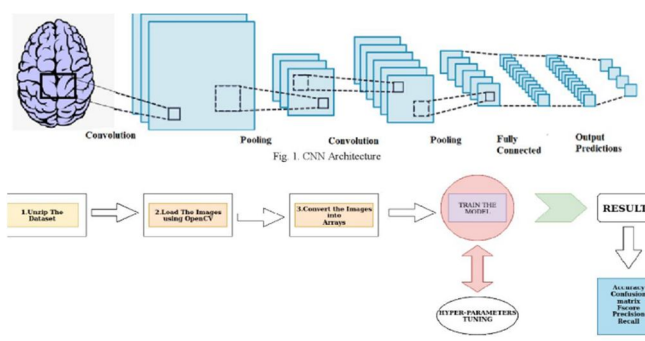 Convolution
Pooling
Convolution
Pooling
Fully
Connected
Output
Predictions
Fig. 1. CNN Architecture
1.Unzip The
Dataset
2.Load The Images
using OpenCV
3.Convert the Images
into
Arrays
TRAIN THE
MODEL
RESULT
HYPER-PARAMETERS
TUNING
Accuracy
Confusion
matrix
Fscore
Precision
Recall